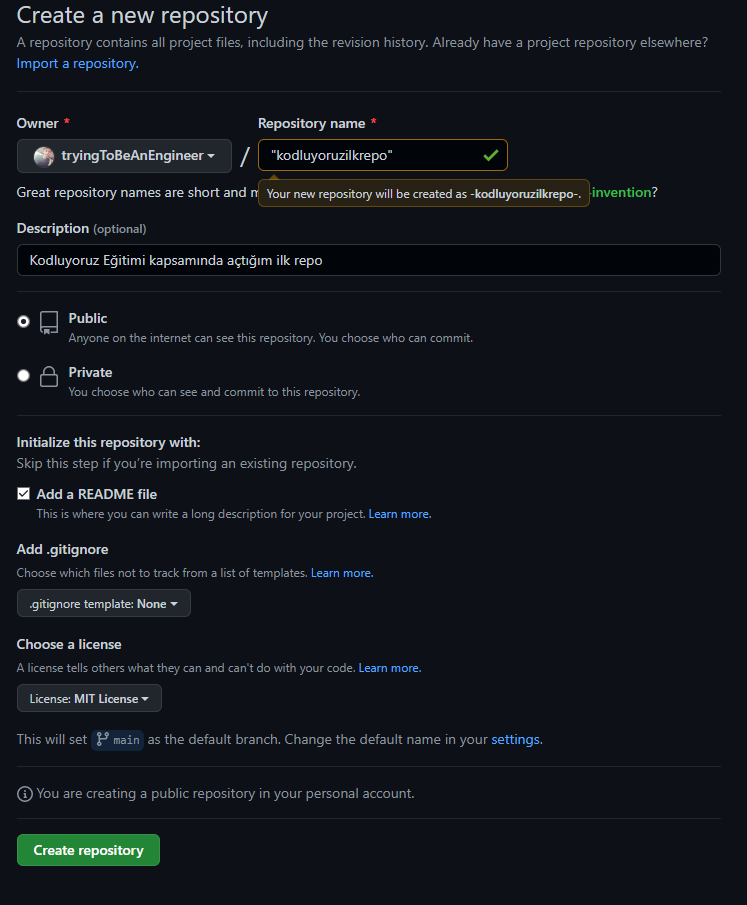 Create a new repository
A repository contains all project files, including the revision history. Already have a project repository elsewhere?
Import a repository.
Owner * Repository name *
tryingToBeAnEngineer / "kodluyoruzilkrepo"
Great repository names are short and -invention?
Your new repository will be created as -kodluyoruzilkrepo-.
Description (optional)
Kodluyoruz Eğitimi kapsamında açtığım ilk repo
Public
Anyone on the internet can see this repository. You choose who can commit.
Private
You choose who can see and commit to this repository.
Initialize this repository with:
Skip this step if you're importing an existing repository.
Add a README file
This is where you can write a long description for your project. Learn more.
Add .gitignore
Choose which files not to track from a list of templates. Learn more.
.gitignore template: None
Choose a license
A license tells others what they can and can't do with your code. Learn more.
License: MIT License
This will set main as the default branch. Change the default name in your settings.
You are creating a public repository in your personal account.
Create repository